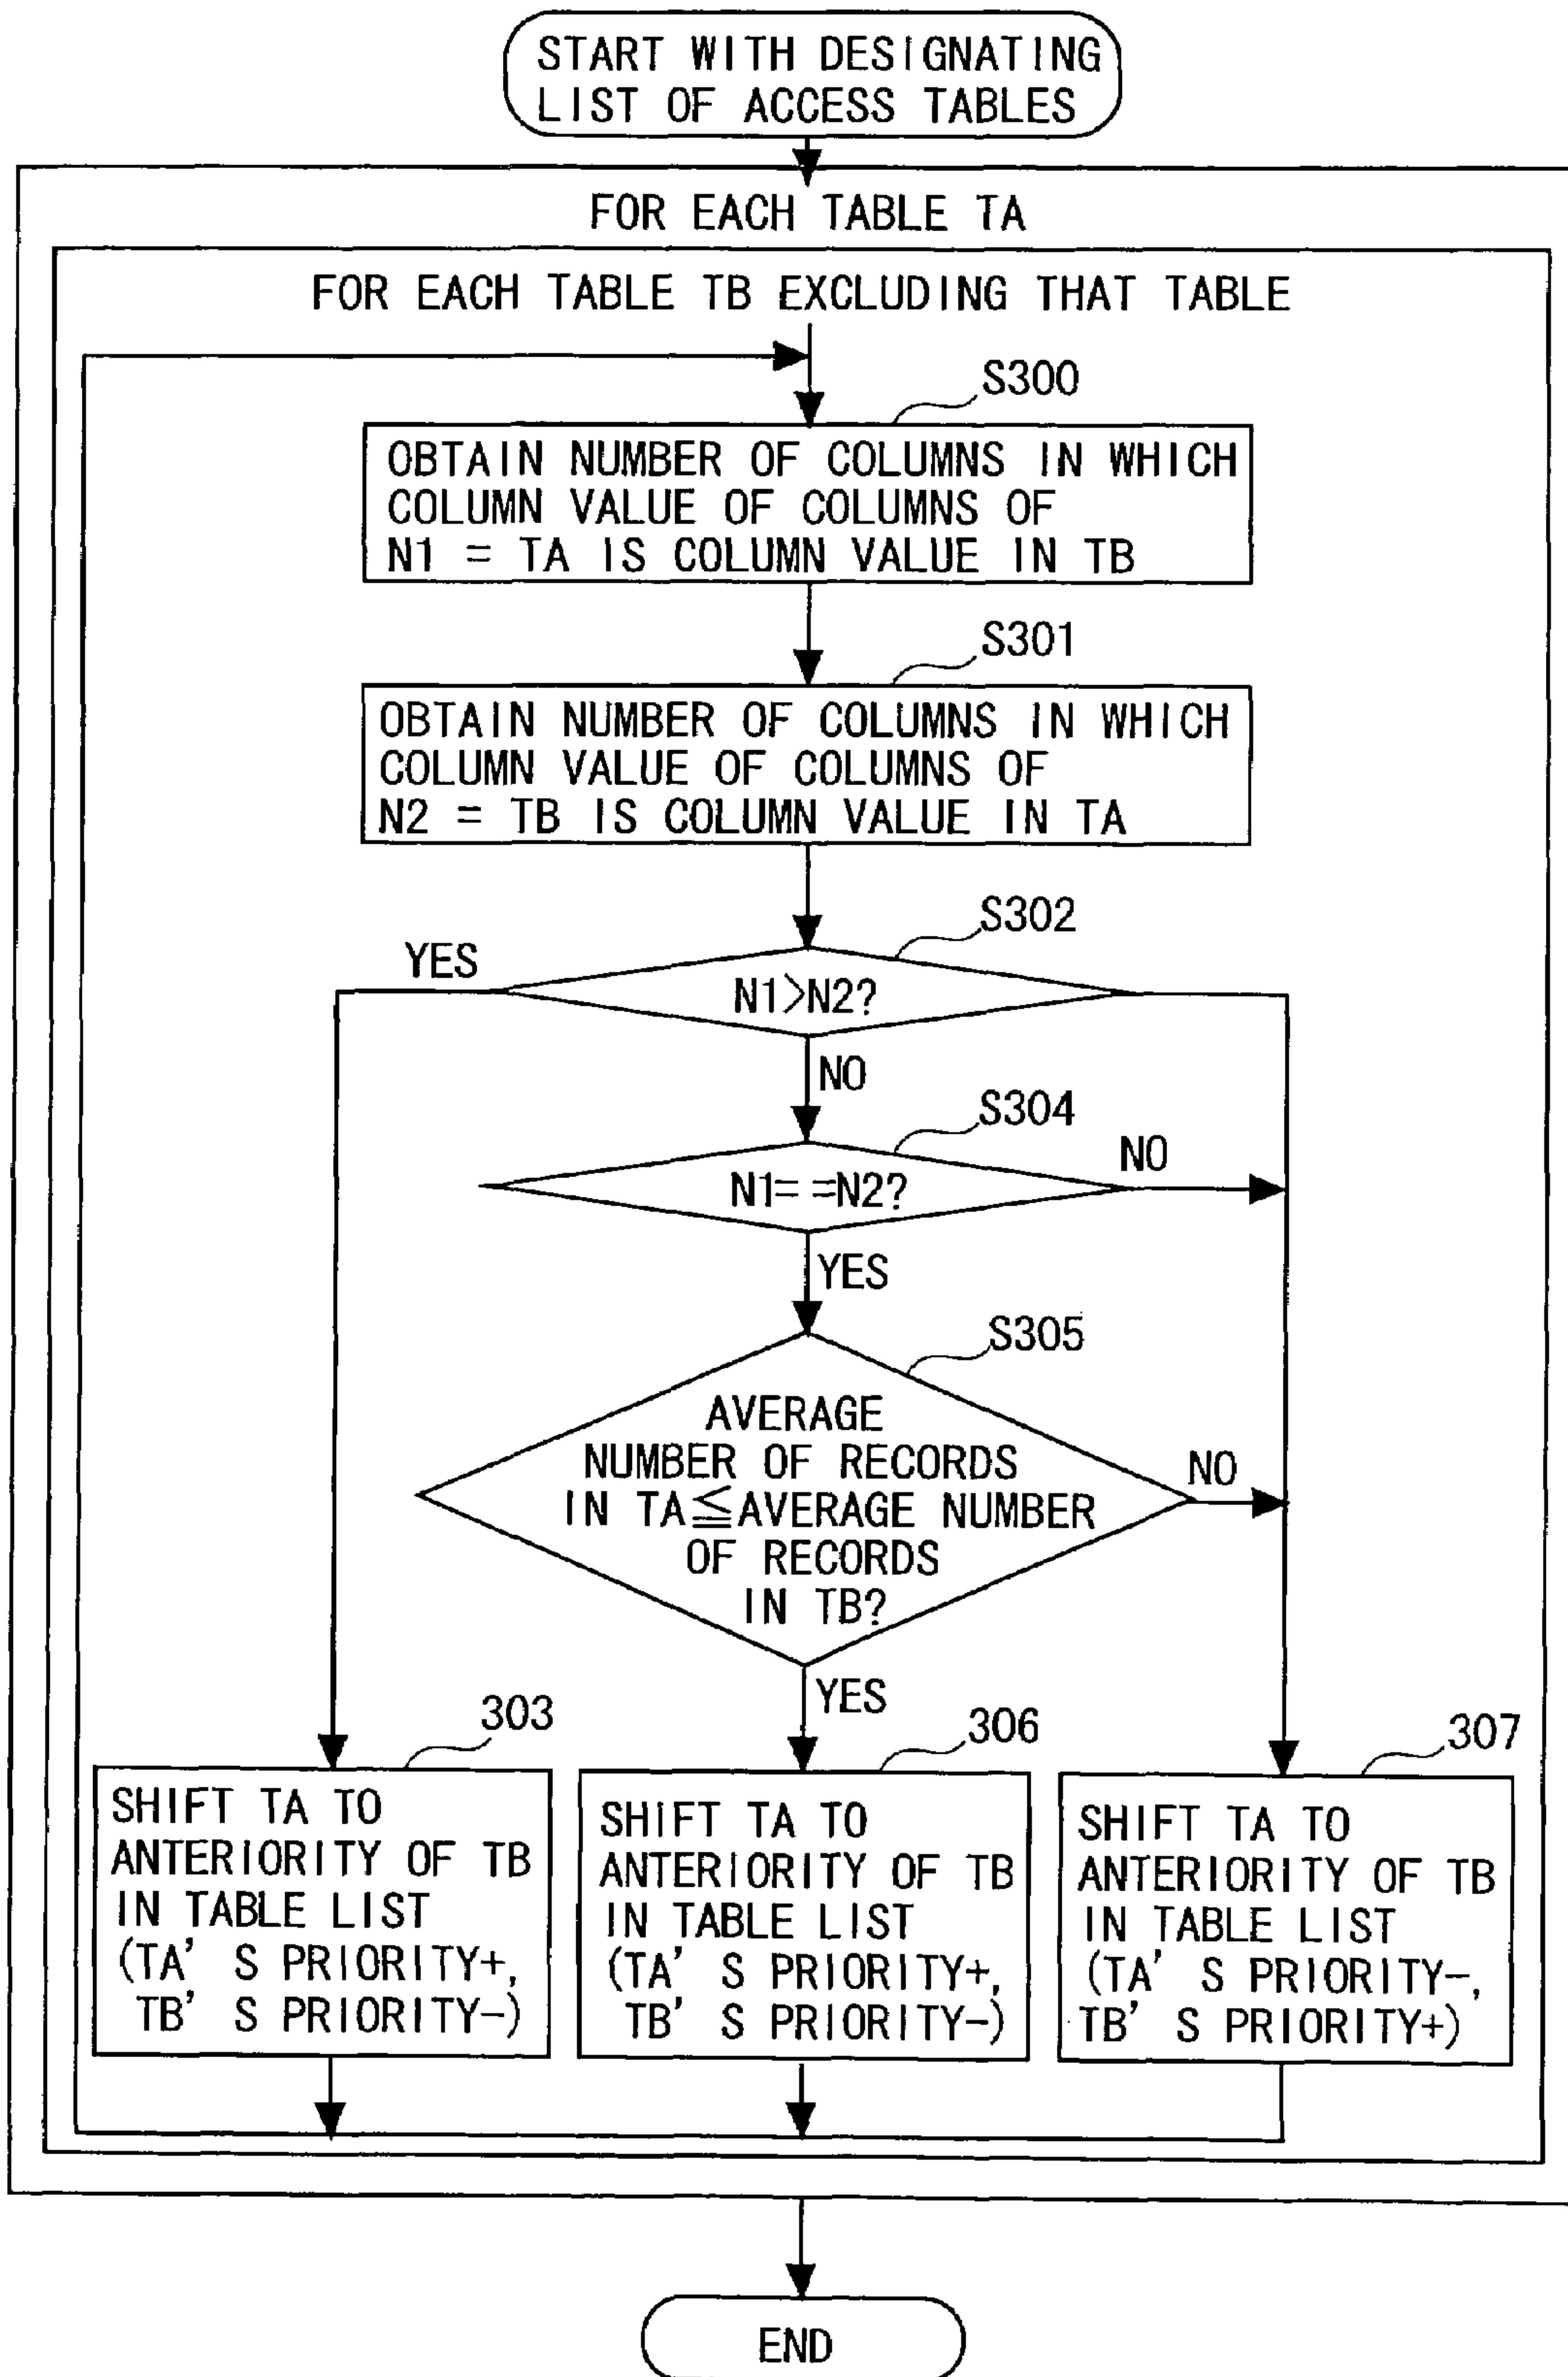 START WITH DESIGNATING
LIST OF ACCESS TABLES
FOR EACH TABLE TA
FOR EACH TABLE TB EXCLUDING THAT TABLE
S300
OBTAIN NUMBER OF COLUMNS IN WHICH
COLUMN VALUE OF COLUMNS OF
N1 = TA IS COLUMN VALUE IN TB
S301
OBTAIN NUMBER OF COLUMNS IN WHICH
COLUMN VALUE OF COLUMNS OF
N2 = TB IS COLUMN VALUE IN TA
S302
YES
N1>N2?
NO
S304
NO
N1= =N2?
YES
S305
AVERAGE
NUMBER OF RECORDS
IN TA≦AVERAGE NUMBER
OF RECORDS
IN TB?
NO
YES
303
SHIFT TA TO
ANTERIORITY OF TB
IN TABLE LIST
(TA' S PRIORITY+,
TB' S PRIORITY-)
306
SHIFT TA TO
ANTERIORITY OF TB
IN TABLE LIST
(TA' S PRIORITY+,
TB' S PRIORITY-)
307
SHIFT TA TO
ANTERIORITY OF TB
IN TABLE LIST
(TA' S PRIORITY-,
TB' S PRIORITY+)
END